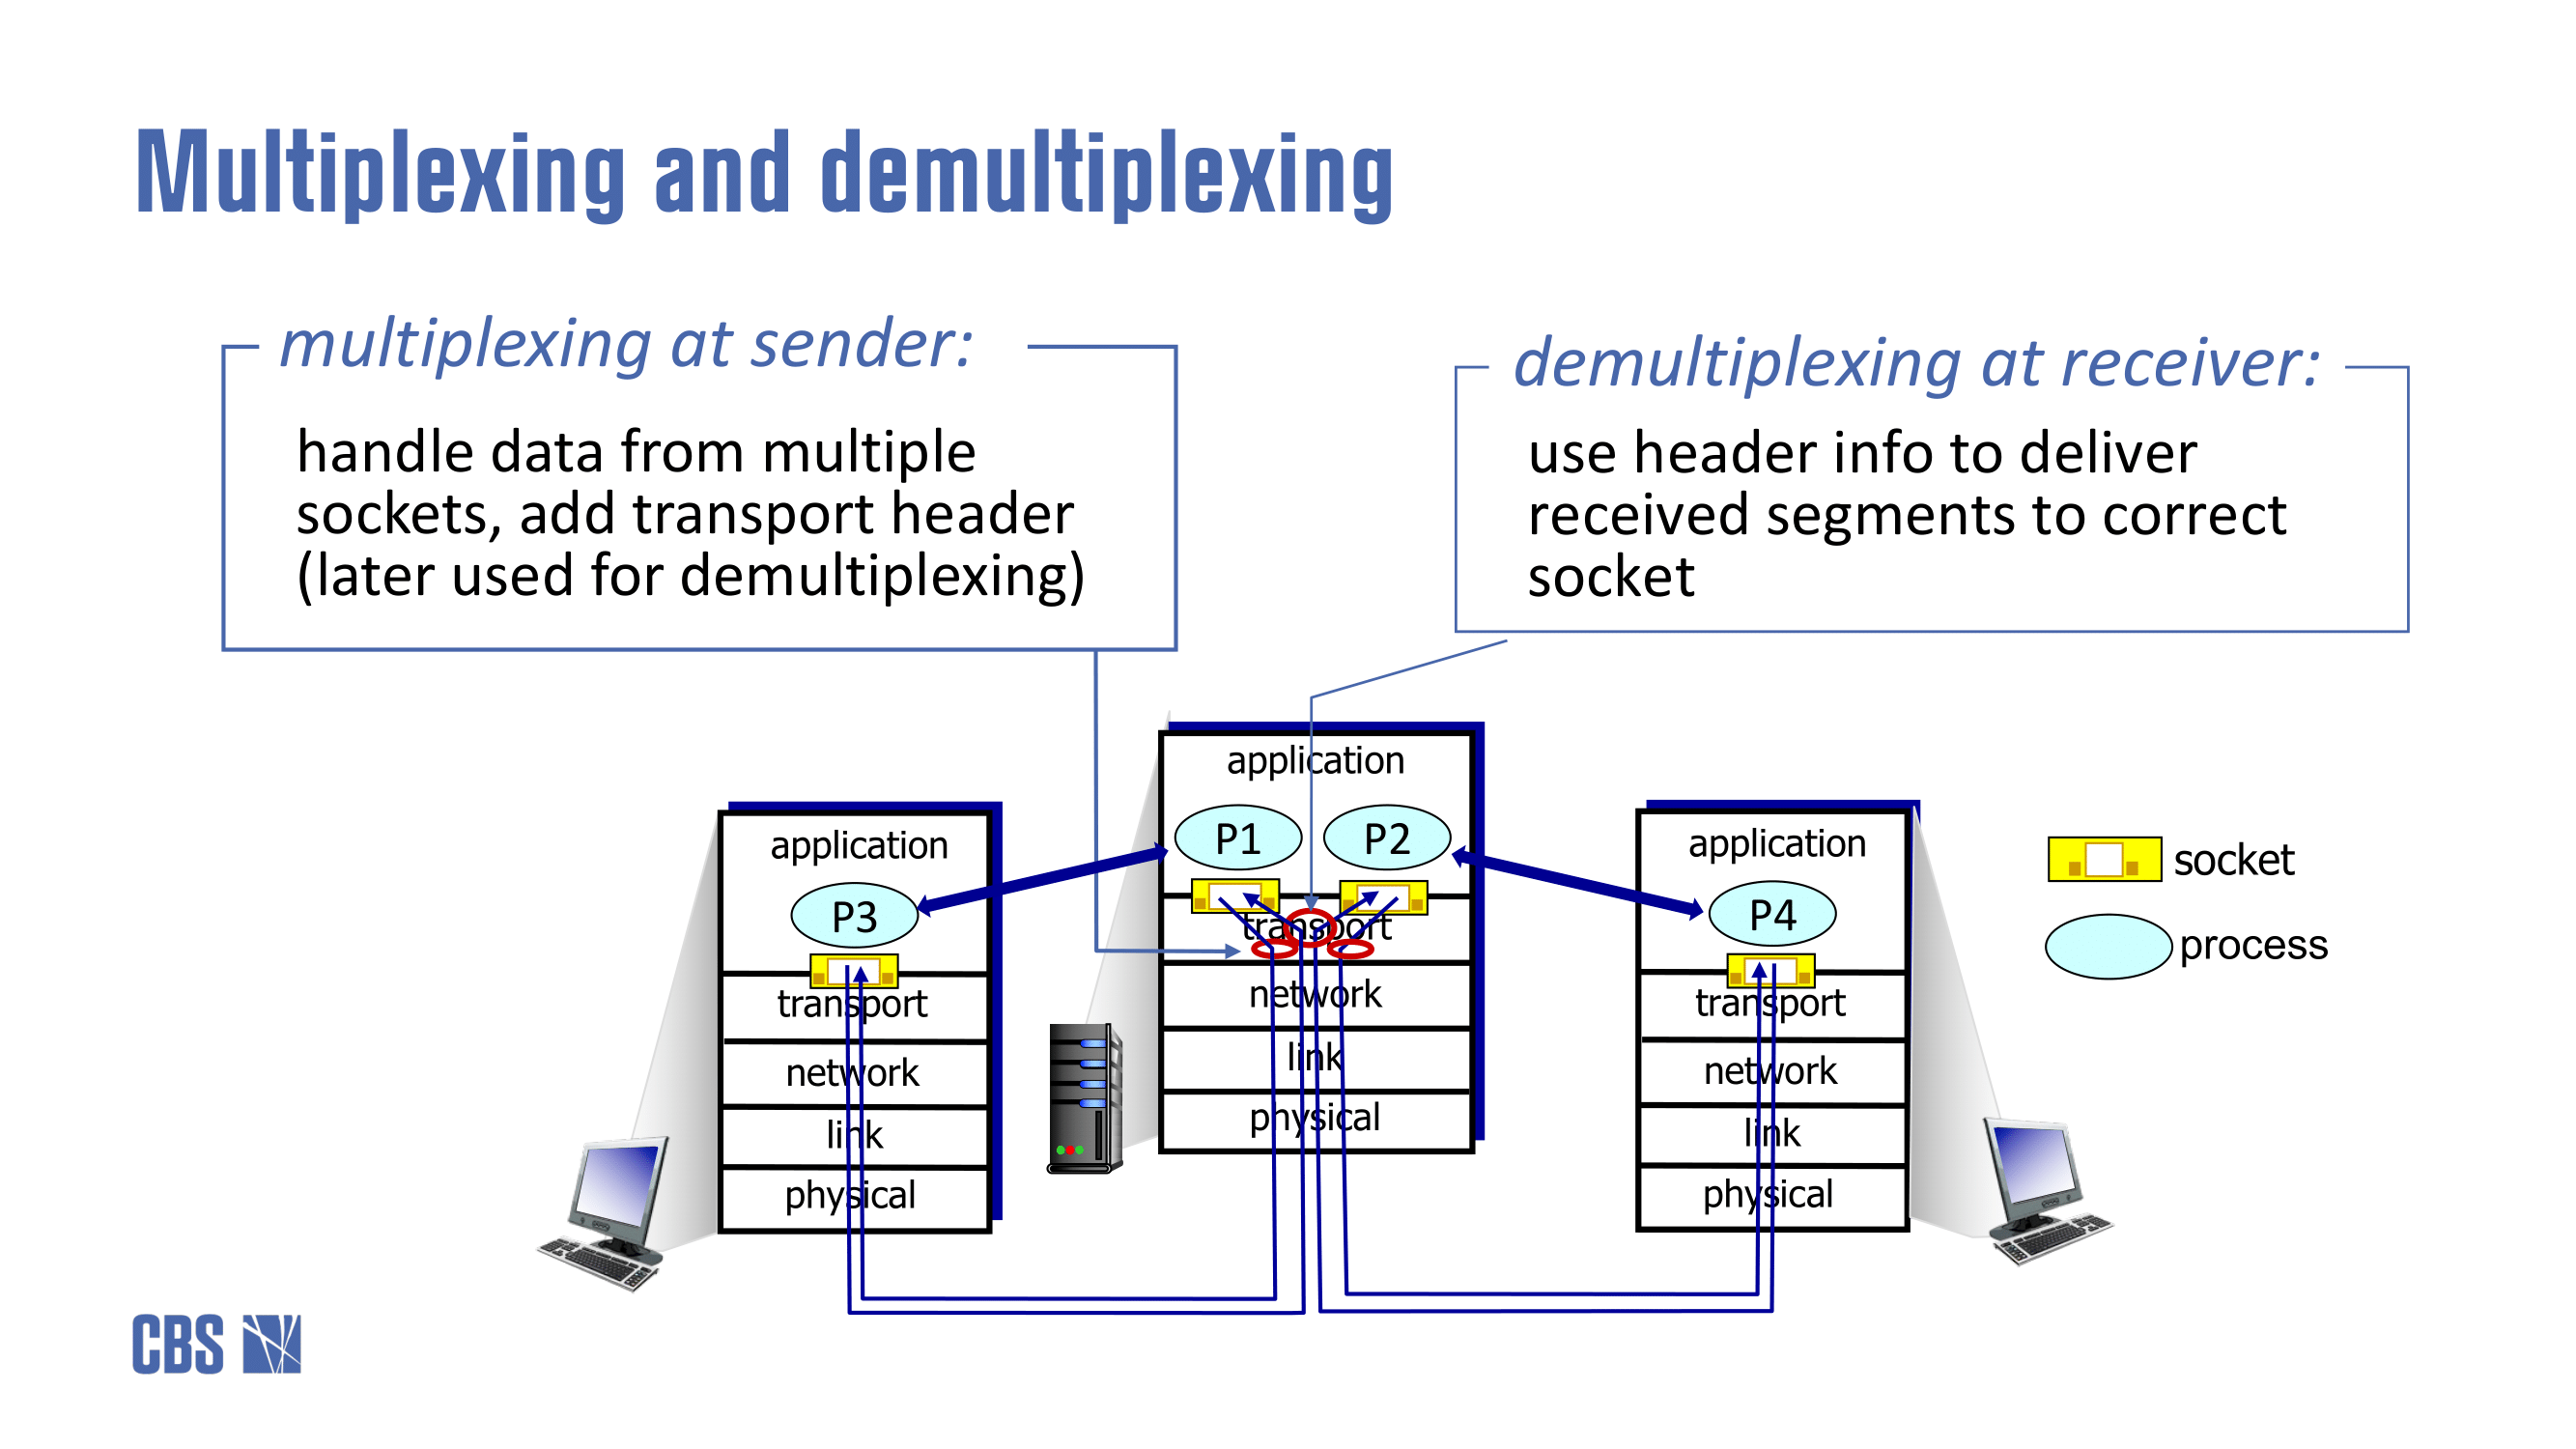 Multiplexing and demultiplexing
multiplexing at sender:
handle data from multiple
sockets, add transport header
(later used for demultiplexing)
demultiplexing at receiver:
use header info to deliver
received segments to correct
socket
application
P3
transport
network
link
physical
application
P1 P2
transport
network
link
physical
application
P4
transport
network
link
physical
socket
process
CBS